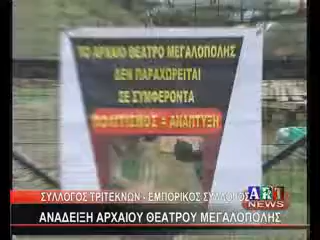 ΤΟ ΑΡΧΑΙΟ ΘΕΑΤΡΟ ΜΕΓΑΛΟΠΟΛΗΣ
ΔΕΝ ΠΑΡΑΧΩΡΕΙΤΑΙ
ΣΕ ΣΥΜΦΕΡΟΝΤΑ
ΠΟΛΙΤΙΣΜΟΣ = ΑΝΑΠΤΥΞΗ
ΣΥΛΛΟΓΟΣ ΤΡΙΤΕΚΝΩΝ - ΕΜΠΟΡΙΚΟΣ ΣΥΛΛΟΓΟΣ
ART
NEWS
ΑΝΑΔΕΙΞΗ ΑΡΧΑΙΟΥ ΘΕΑΤΡΟΥ ΜΕΓΑΛΟΠΟΛΗΣ